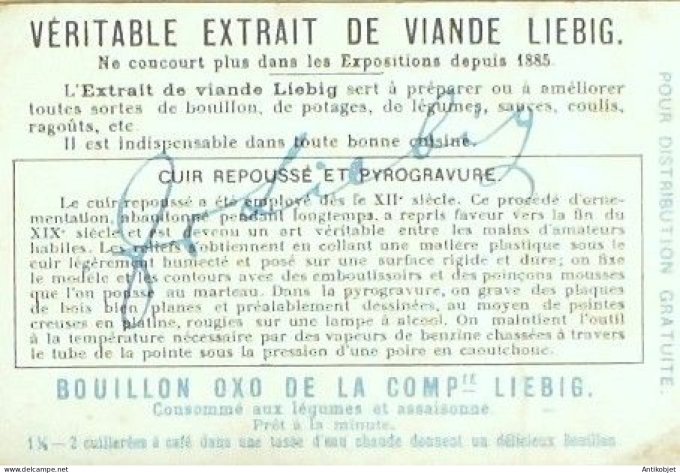 VÉRITABLE EXTRAIT DE VIANDE LIEBIG.
Ne concourt plus dans les Expositions depuis 1885.
L'Extrait de viande Liebig sert à préparer ou à améliorer
toutes sortes de bouillon, de potages, de légumes, sauces, coulis,
ragoûts, etc.
Il est indispensable dans toute bonne cuisine.
CUIR REPOUSSÉ ET PYROGRAVURE.
Le cuir repoussé a été employé dès le XIIe siècle. Ce procédé d'orne-
mentation, abandonné pendant longtemps, a repris faveur vers la fin du
XIXe siècle et est devenu un art véritable entre les mains d'amateurs
habiles. Les reliefs s'obtiennent en collant une matière plastique sous le
cuir légèrement humecté et posé sur une surface rigide et dure; on fixe
le modèle et les contours avec des emboutissoirs et des poinçons mousses
que l'on pousse au marteau. Dans la pyrogravure, on grave des plaques
de bois bien planes et préalablement dessinées, au moyen de pointes
creuses en platine, rougies sur une lampe à alcool. On maintient l'outil
à la température nécessaire par des vapeurs de benzine chassées à travers
le tube de la pointe sous la pression d'une poire en caoutchouc.
BOUILLON OXO DE LA COMPIE LIEBIG.
Consommé aux légumes et assaisonné.
Prêt à la minute.
1½ — 2 cuillerées à café dans une tasse d'eau chaude donnent un délicieux bouillon.
POUR DISTRIBUTION GRATUITE.
www.antikobjet.com
© Antikobjet